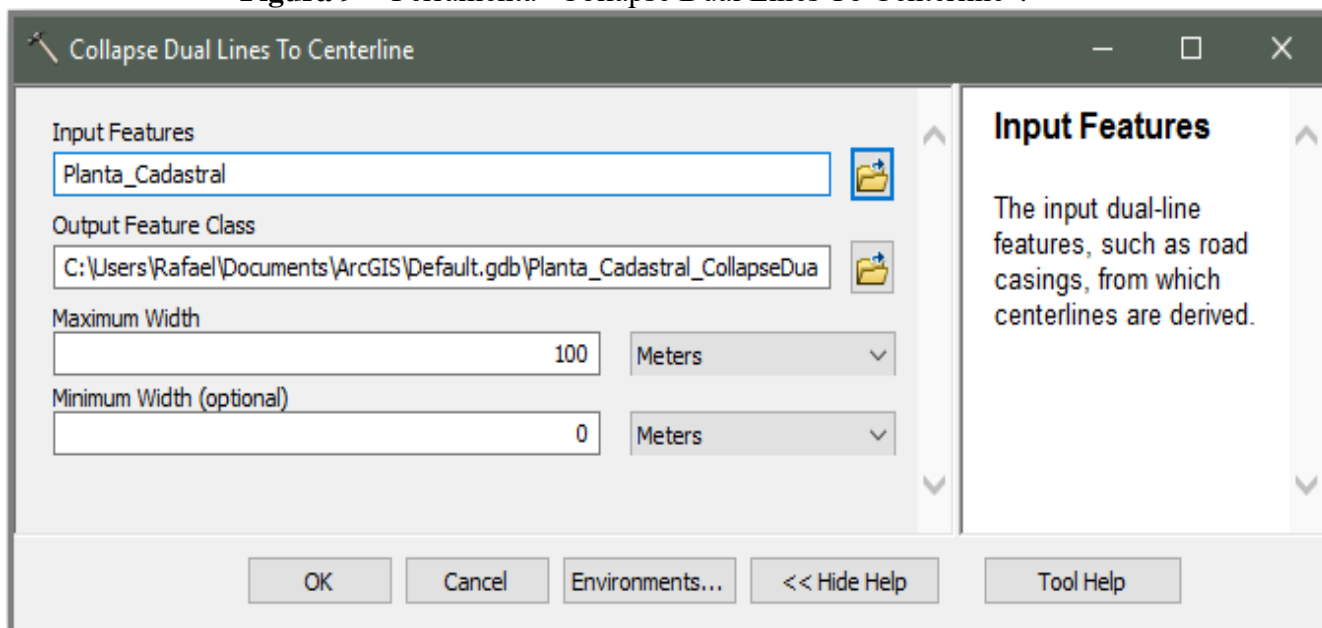 Collapse Dual Lines To Centerline
Input Features
Planta_Cadastral
Output Feature Class
C:\Users\Rafael\Documents\ArcGIS\Default.gdb\Planta_Cadastral_CollapseDua
Maximum Width
100 Meters
Minimum Width (optional)
0 Meters
OK Cancel Environments... << Hide Help Tool Help
Input Features
The input dual-line
features, such as road
casings, from which
centerlines are derived.